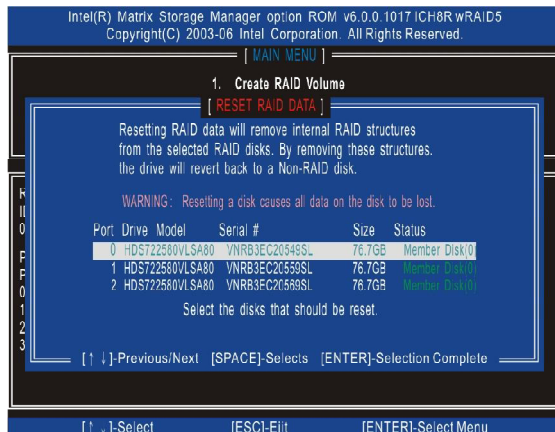 Intel(R) Matrix Storage Manager option ROM v6.0.0.1017 ICH8R wRAID5
Copyright(C) 2003-06 Intel Corporation. All Rights Reserved.
[ MAIN MENU ]
1. Create RAID Volume
[ RESET RAID DATA ]
Resetting RAID data will remove internal RAID structures
from the selected RAID disks. By removing these structures.
the drive will revert back to a Non-RAID disk.
WARNING: Resetting a disk causes all data on the disk to be lost.
Port Drive Model Serial # Size Status
0 HDS722580VLSA80 VNRB3EC20549SL 76.7GB Member Disk(0)
1 HDS722580VLSA80 VNRB3EC20559SL 76.7GB Member Disk(0)
2 HDS722580VLSA80 VNRB3EC20569SL 76.7GB Member Disk(0)
Select the disks that should be reset.
[↑ ↓]-Previous/Next [SPACE]-Selects [ENTER]-Selection Complete
[↑ ↓]-Select [ESC]-Eiit [ENTER]-Select Menu